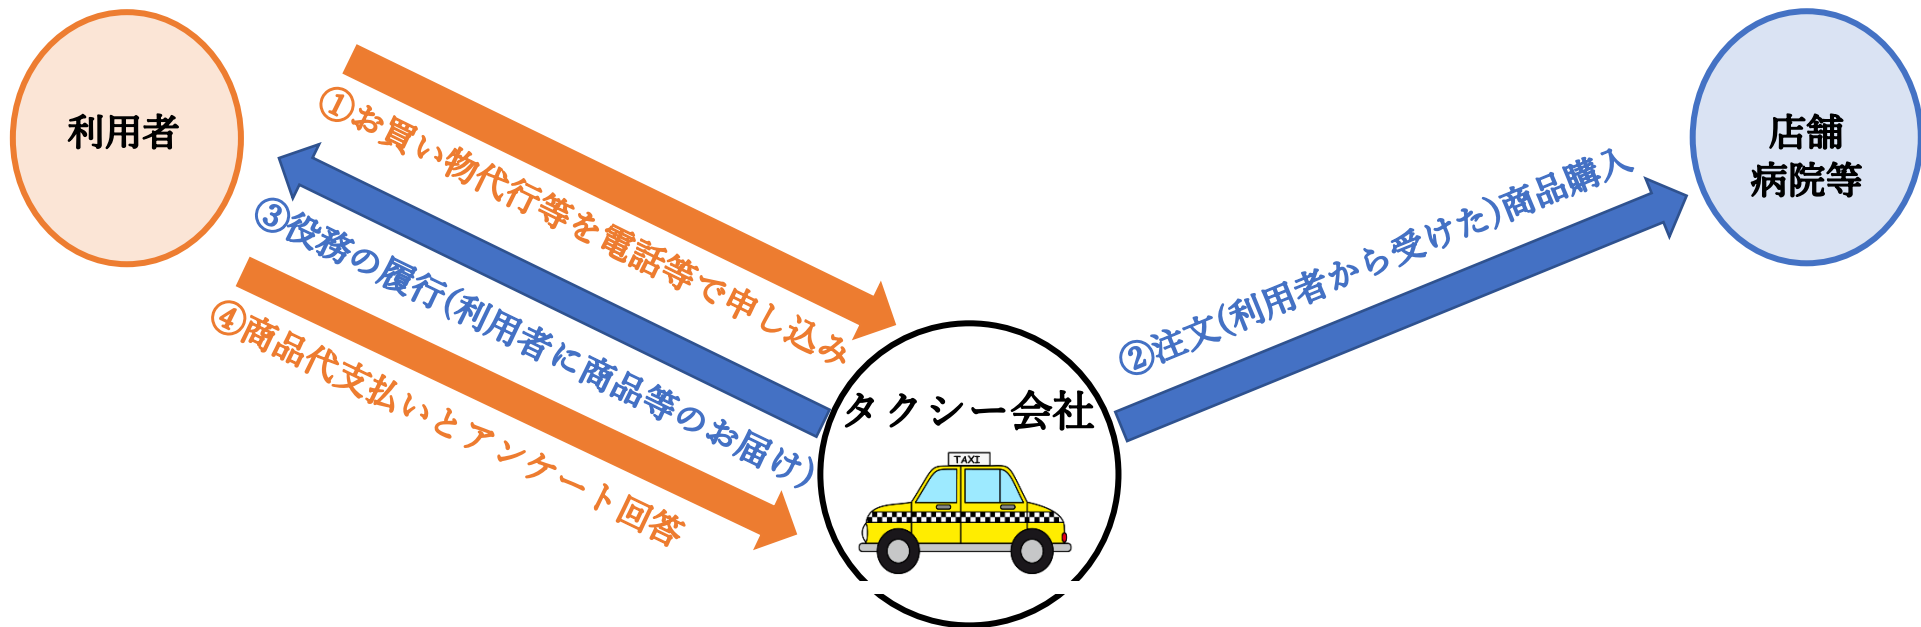 利用者
①お買い物代行等を電話等で申し込み
③役務の履行(利用者に商品等のお届け)
④商品代支払いとアンケート回答
タクシー会社
TAXI
②注文(利用者から受けた)商品購入
店舗
病院等